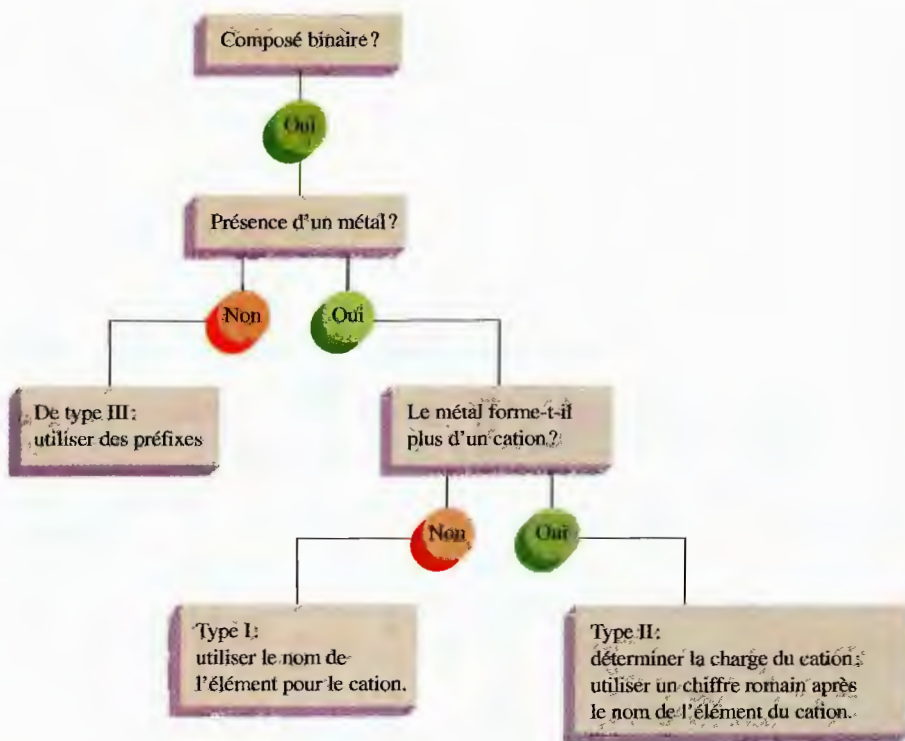 Composé binaire?
Oui
Présence d'un métal?
Non
Oui
De type III:
utiliser des préfixes
Le métal forme-t-il
plus d'un cation?
Non
Oui
Type I:
utiliser le nom de
l'élément pour le cation.
Type II:
déterminer la charge du cation;
utiliser un chiffre romain après
le nom de l'élément du cation.